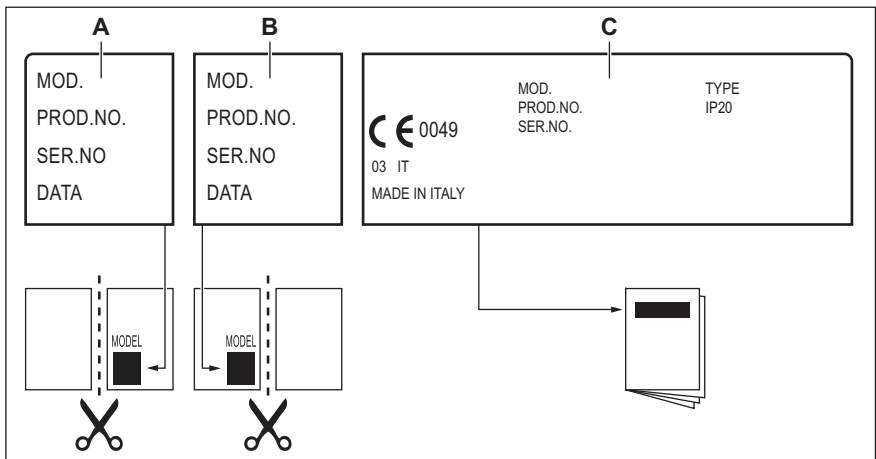 A
B
C
MOD.
PROD.NO.
SER.NO
DATA
MOD.
PROD.NO.
SER.NO
DATA
MOD.
PROD.NO.
SER.NO.
TYPE
IP20
CE 0049
03 IT
MADE IN ITALY
MODEL
MODEL